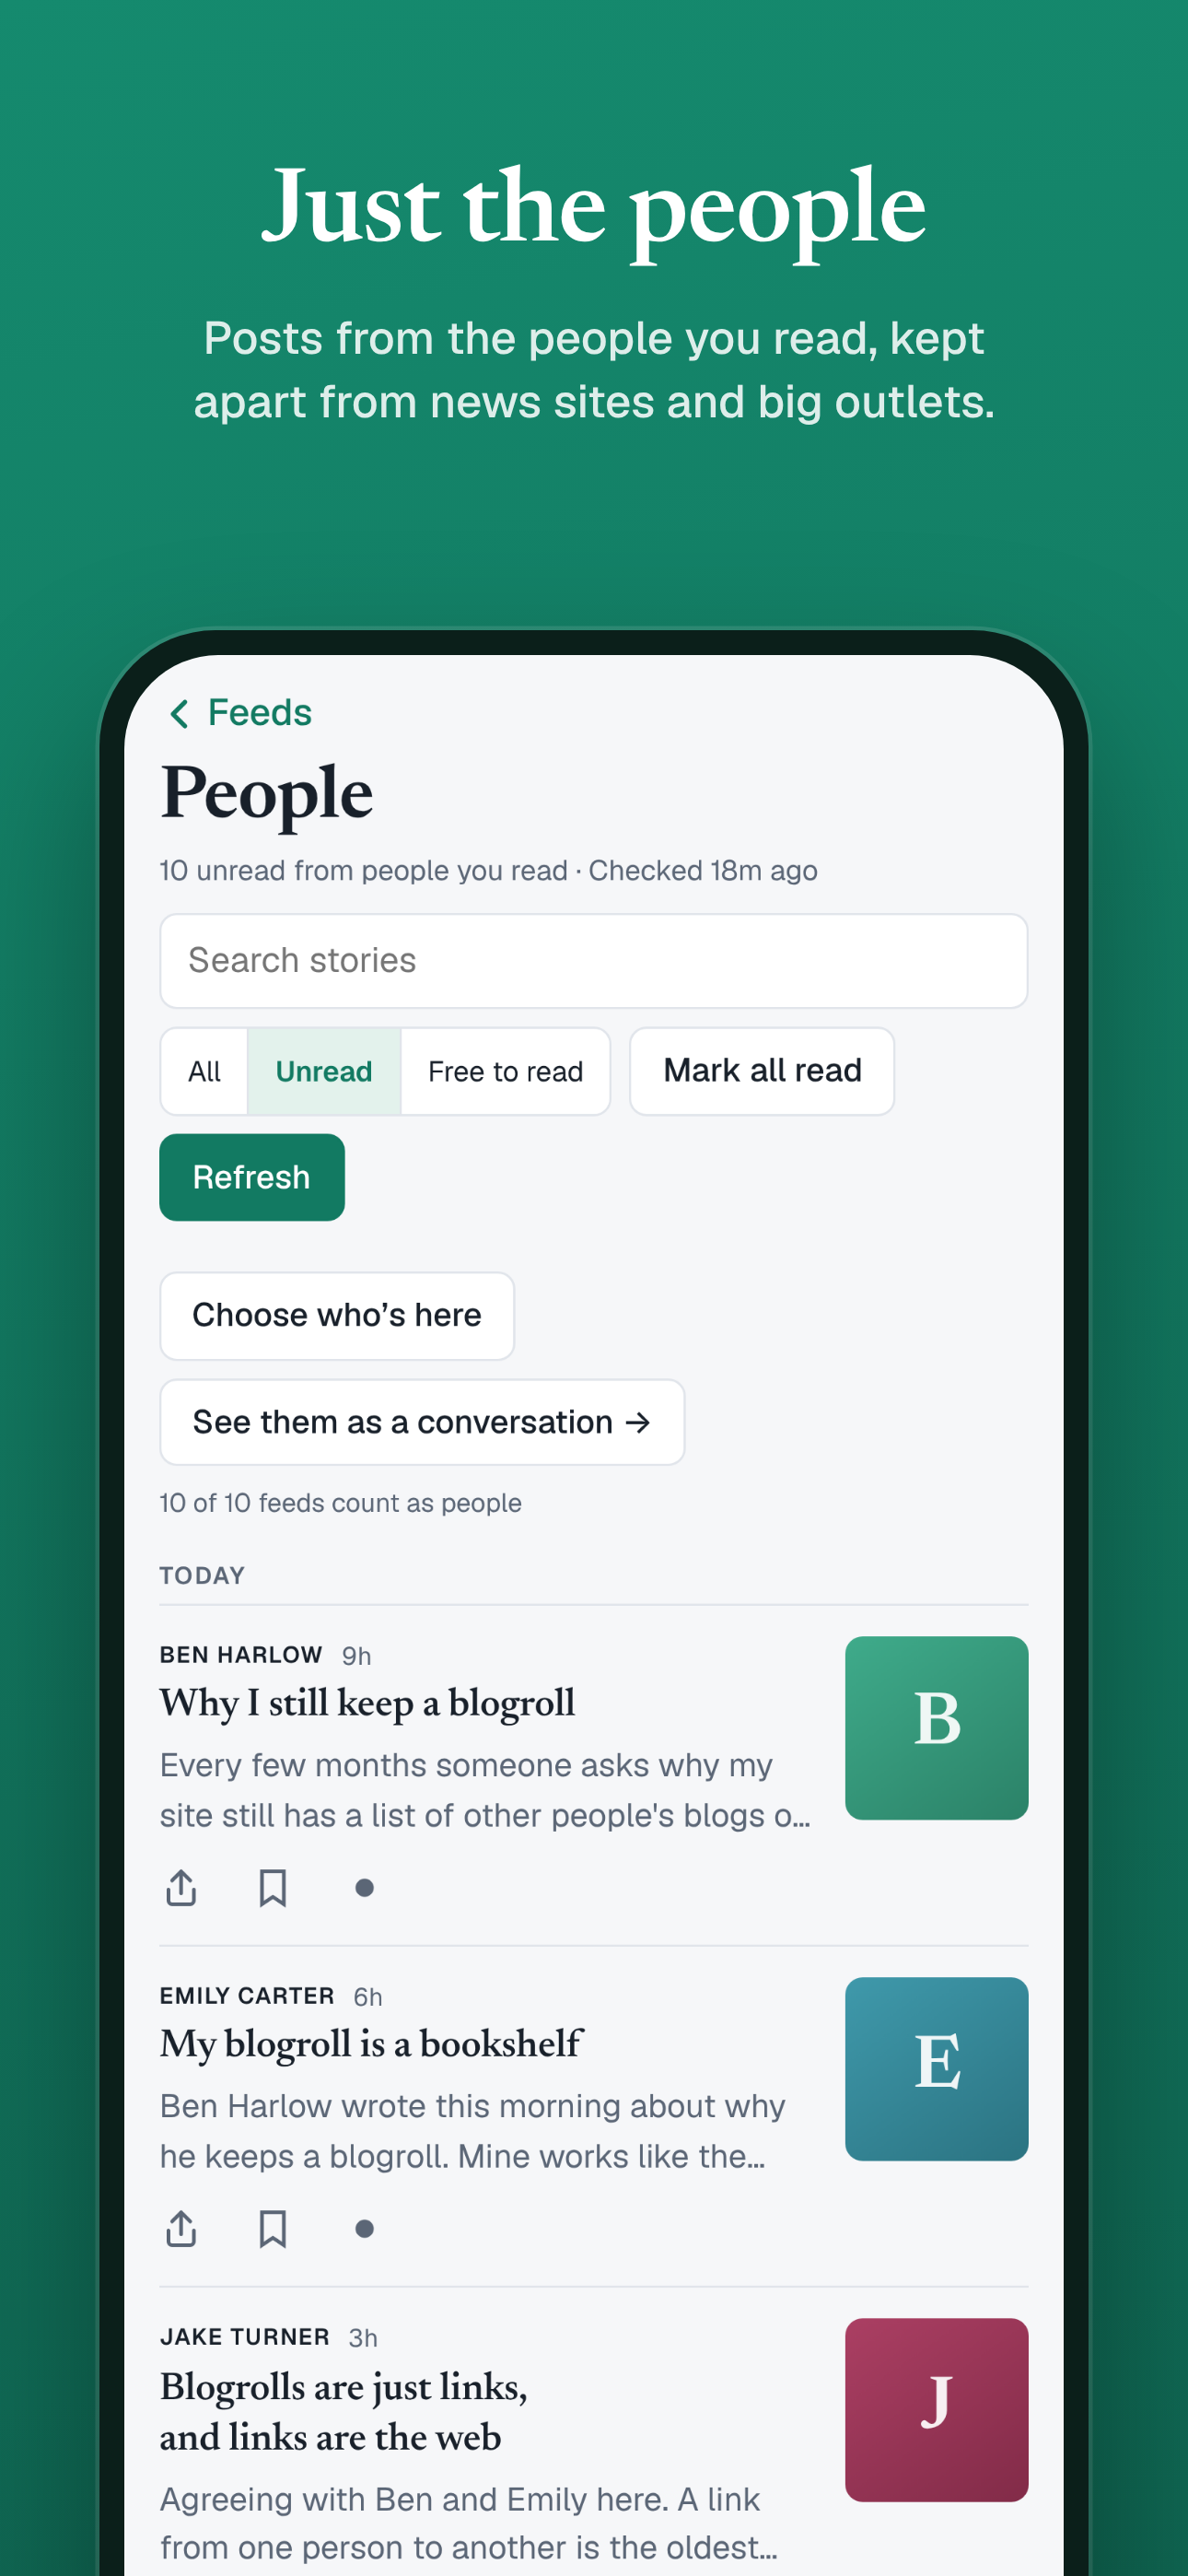 Just the people
Posts from the people you read, kept
apart from news sites and big outlets.
Feeds
People
10 unread from people you read · Checked 18m ago
Search stories
All Unread Free to read Mark all read
Refresh
Choose who’s here
See them as a conversation →
10 of 10 feeds count as people
TODAY
BEN HARLOW 9h
Why I still keep a blogroll
Every few months someone asks why my
site still has a list of other people's blogs o...
B
EMILY CARTER 6h
My blogroll is a bookshelf
Ben Harlow wrote this morning about why
he keeps a blogroll. Mine works like the...
E
JAKE TURNER 3h
Blogrolls are just links,
and links are the web
Agreeing with Ben and Emily here. A link
from one person to another is the oldest...
J